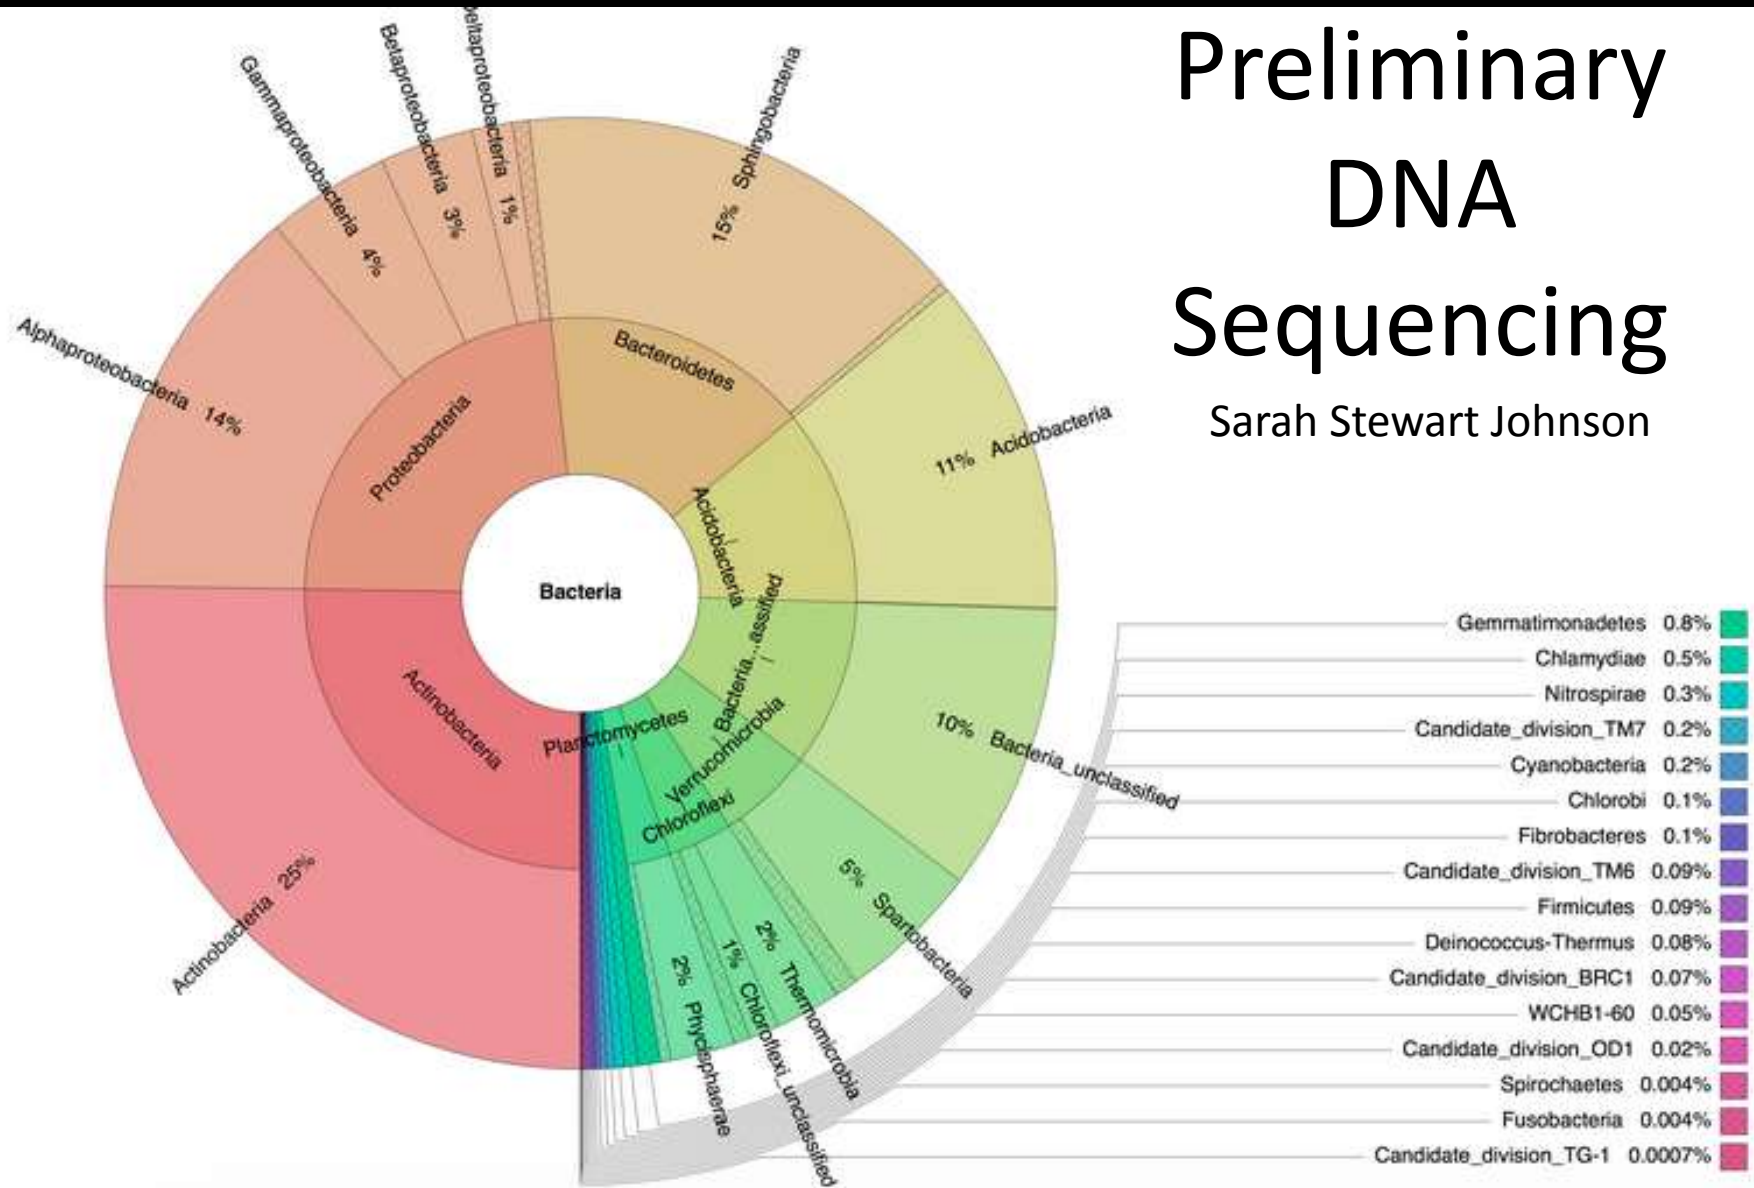 Preliminary
DNA
Sequencing
Sarah Stewart Johnson
Gammaproteobacteria 4%
Betaproteobacteria 3%
eltaproteobacteria 1%
15% Sphingobacteria
Alphaproteobacteria 14%
11% Acidobacteria
10% Bacteria_unclassified
5% Spartobacteria
2% Thermomicrobia
1% Chloroflexi_unclassified
2% Phycisphaerae
Actinobacteria 25%
Proteobacteria
Bacteroidetes
Acidobacteria
Bacteria...assified
Verrucomicrobia
Chloroflexi
Planctomycetes
Actinobacteria
Bacteria
Gemmatimonadetes 0.8%
Chlamydiae 0.5%
Nitrospirae 0.3%
Candidate_division_TM7 0.2%
Cyanobacteria 0.2%
Chlorobi 0.1%
Fibrobacteres 0.1%
Candidate_division_TM6 0.09%
Firmicutes 0.09%
Deinococcus-Thermus 0.08%
Candidate_division_BRC1 0.07%
WCHB1-60 0.05%
Candidate_division_OD1 0.02%
Spirochaetes 0.004%
Fusobacteria 0.004%
Candidate_division_TG-1 0.0007%